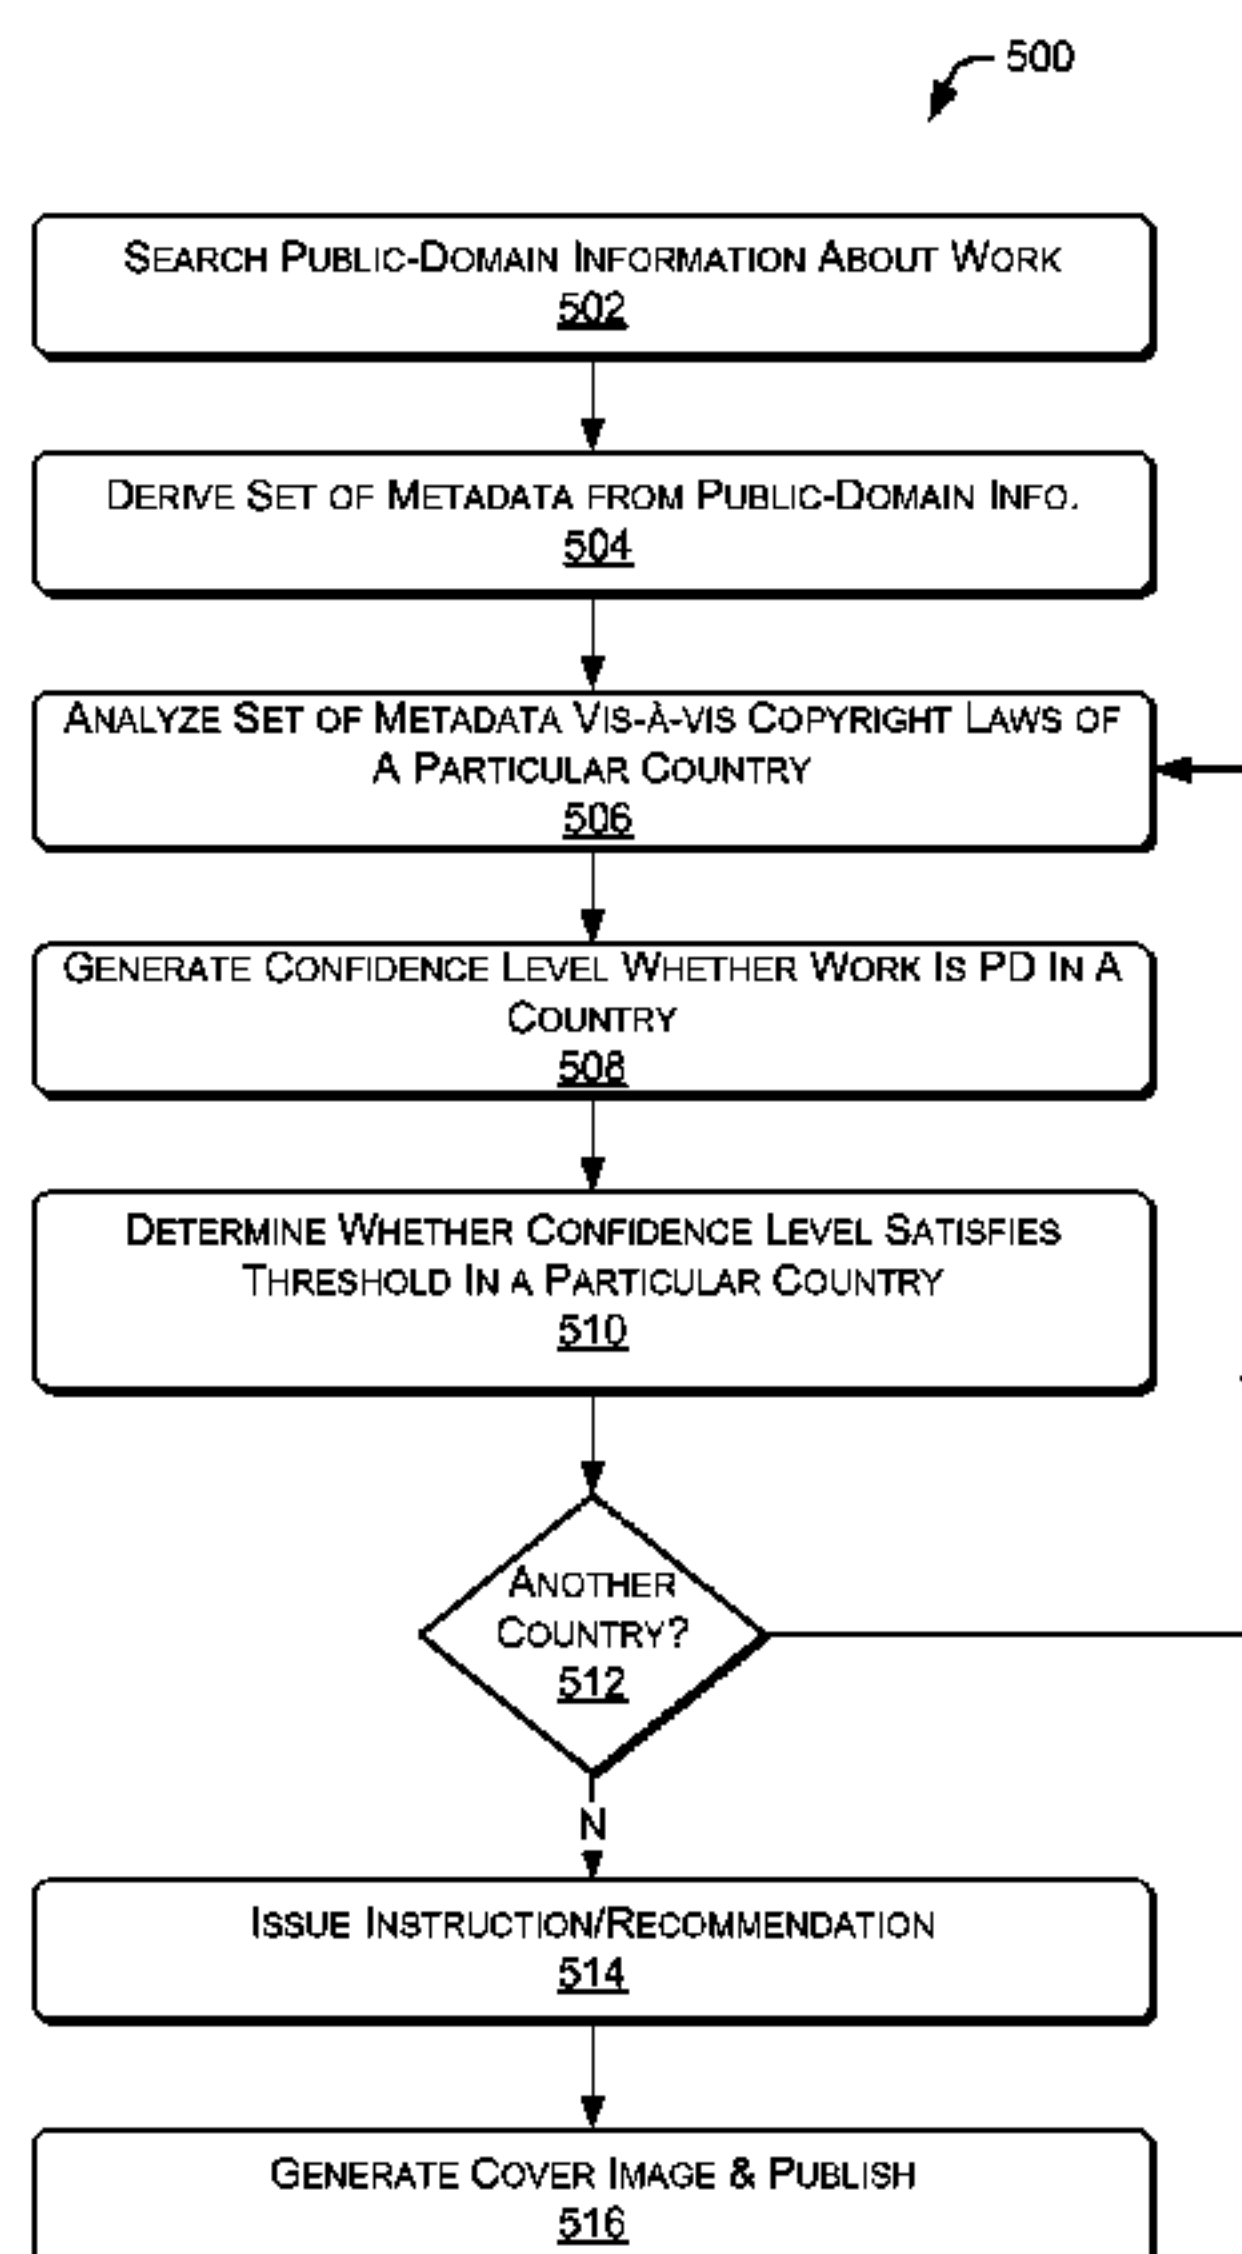 500
SEARCH PUBLIC-DOMAIN INFORMATION ABOUT WORK
502
DERIVE SET OF METADATA FROM PUBLIC-DOMAIN INFO.
504
ANALYZE SET OF METADATA VIS-À-VIS COPYRIGHT LAWS OF
A PARTICULAR COUNTRY
506
GENERATE CONFIDENCE LEVEL WHETHER WORK IS PD IN A
COUNTRY
508
DETERMINE WHETHER CONFIDENCE LEVEL SATISFIES
THRESHOLD IN A PARTICULAR COUNTRY
510
ANOTHER
COUNTRY?
512
N
ISSUE INSTRUCTION/RECOMMENDATION
514
GENERATE COVER IMAGE & PUBLISH
516